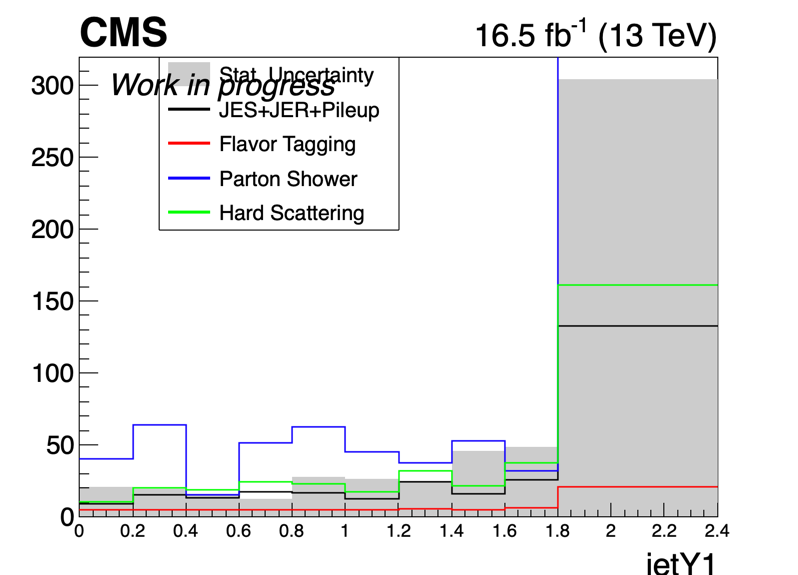 CMS 16.5 fb-1 (13 TeV)
Work in progress
Stat. Uncertainty
JES+JER+Pileup
Flavor Tagging
Parton Shower
Hard Scattering
300
250
200
150
100
50
0
0 0.2 0.4 0.6 0.8 1 1.2 1.4 1.6 1.8 2 2.2 2.4
jetY1